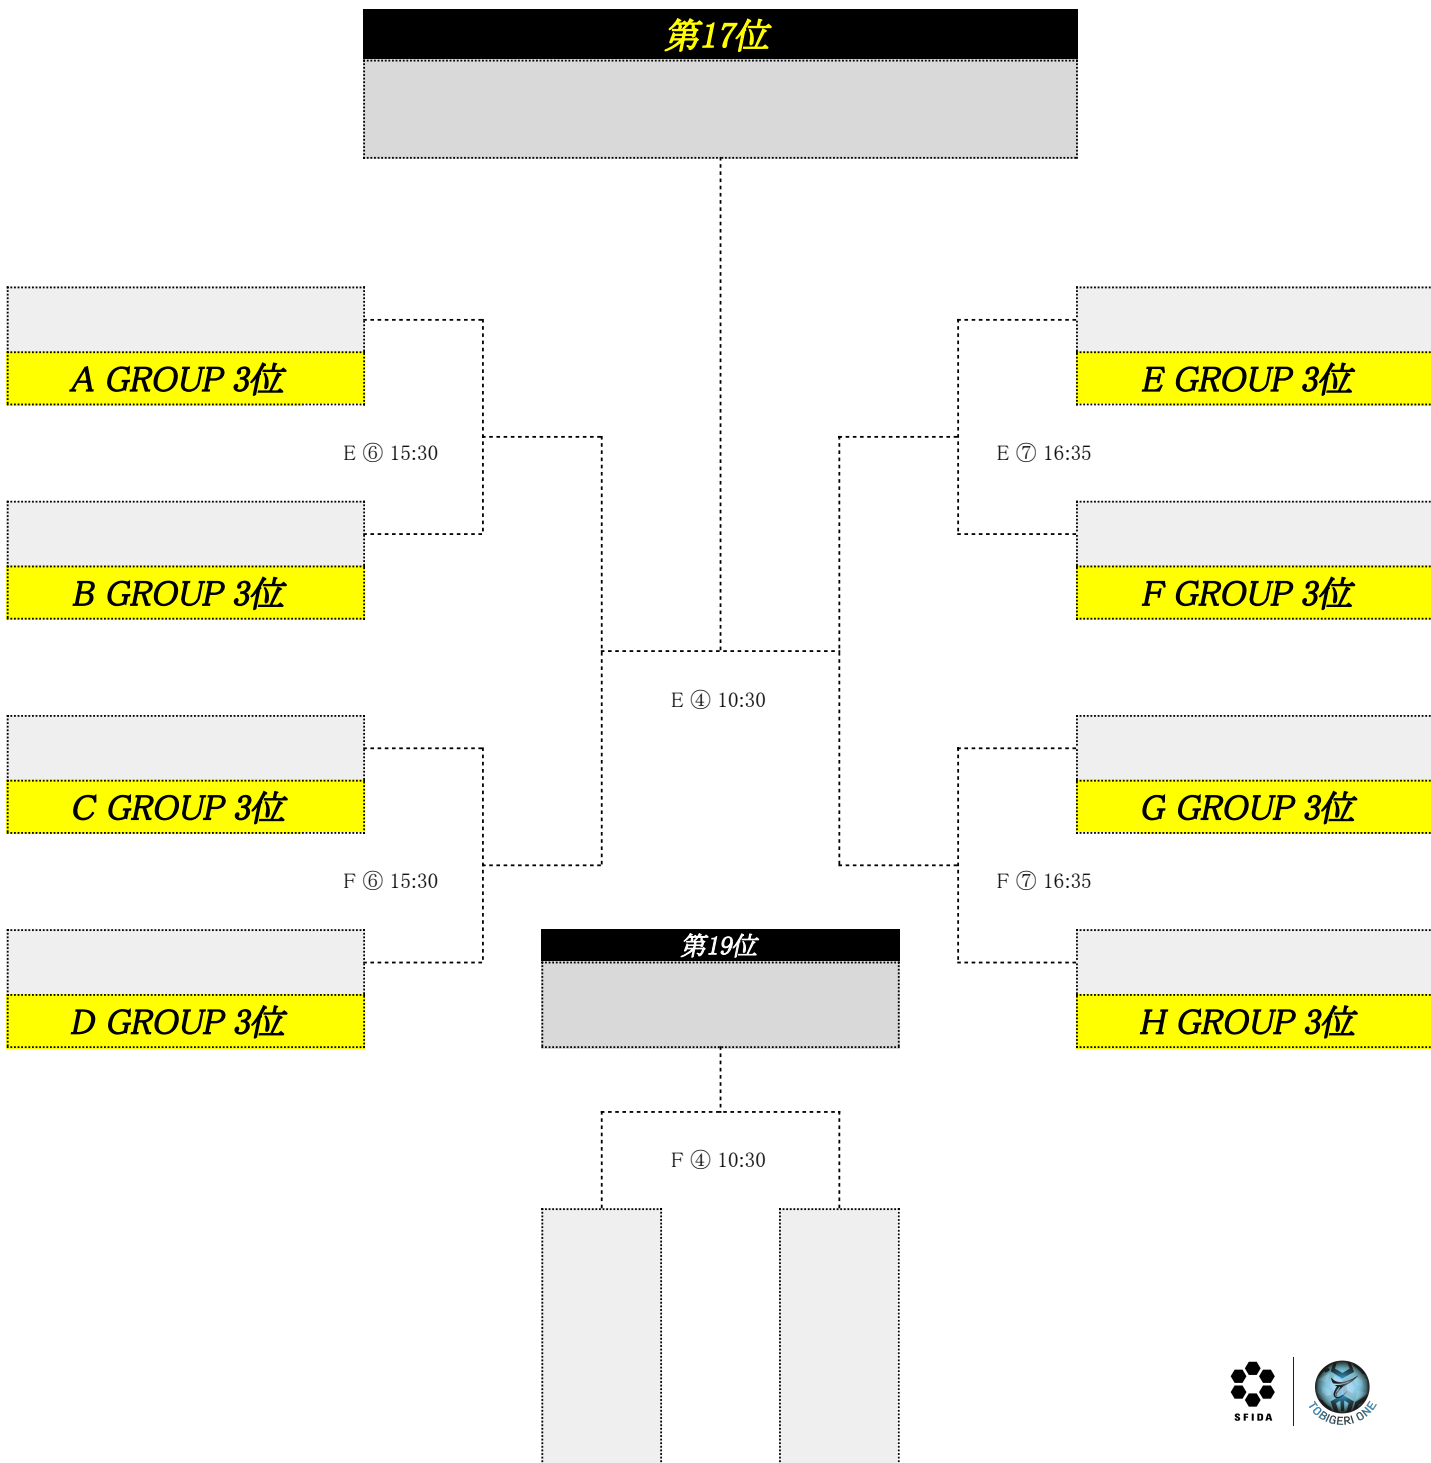 第17位
A GROUP 3位
E GROUP 3位
E ⑥ 15:30
E ⑦ 16:35
B GROUP 3位
F GROUP 3位
E ④ 10:30
C GROUP 3位
G GROUP 3位
F ⑥ 15:30
F ⑦ 16:35
第19位
D GROUP 3位
H GROUP 3位
F ④ 10:30
SFIDA
TOBIGERI ONE